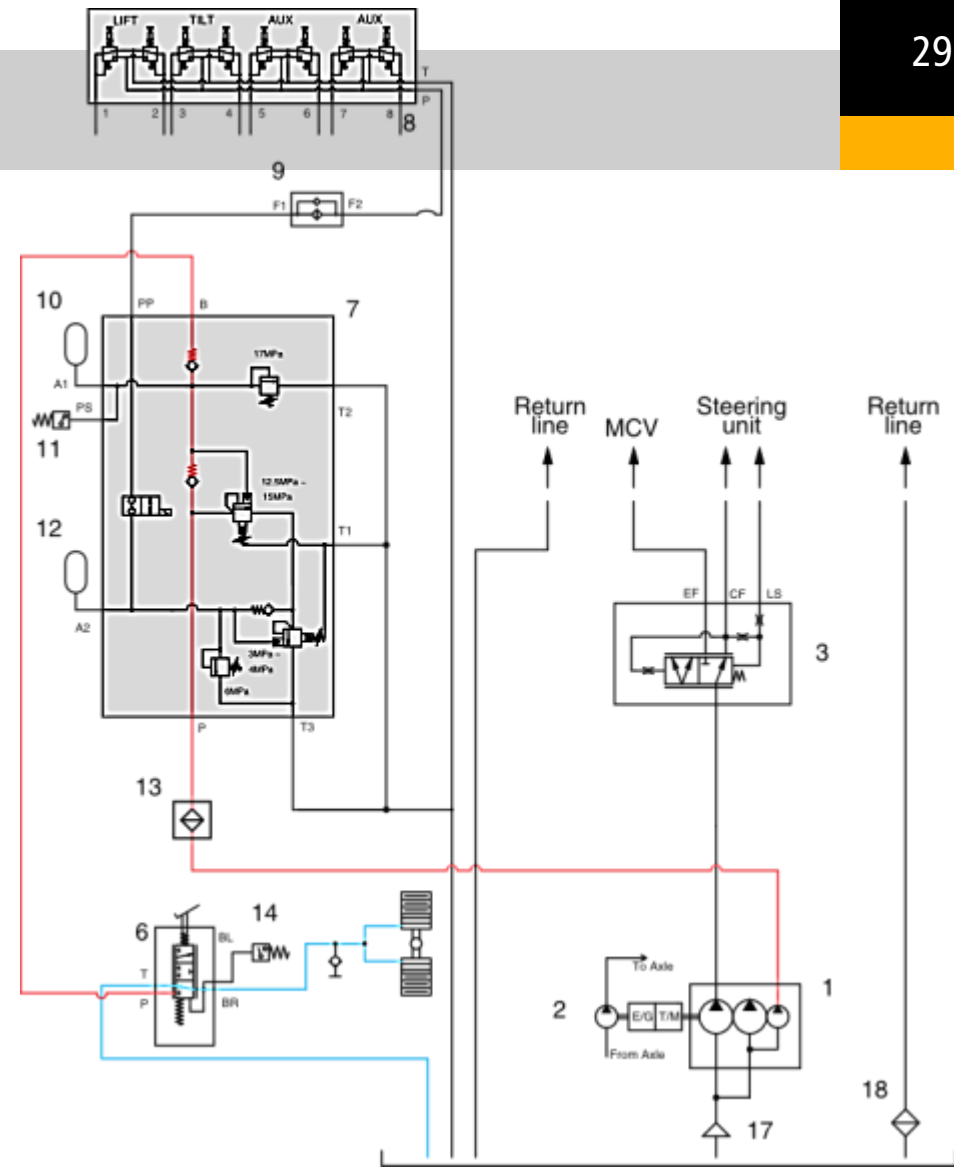 29
LIFT TILT AUX AUX
T
P
1 2 3 4 5 6 7 8
8
9
F1 F2
10
PP B
7
17MPa
A1
PS
T2
11
Return line
MCV
Steering unit
Return line
12.5MPa ~
15MPa
12
T1
A2
EF CF LS
3MPa ~
4MPa
6MPa
3
P T3
13
6
14
BL
T
P
BR
To Axle
1
2
E/G T/M
From Axle
18
17